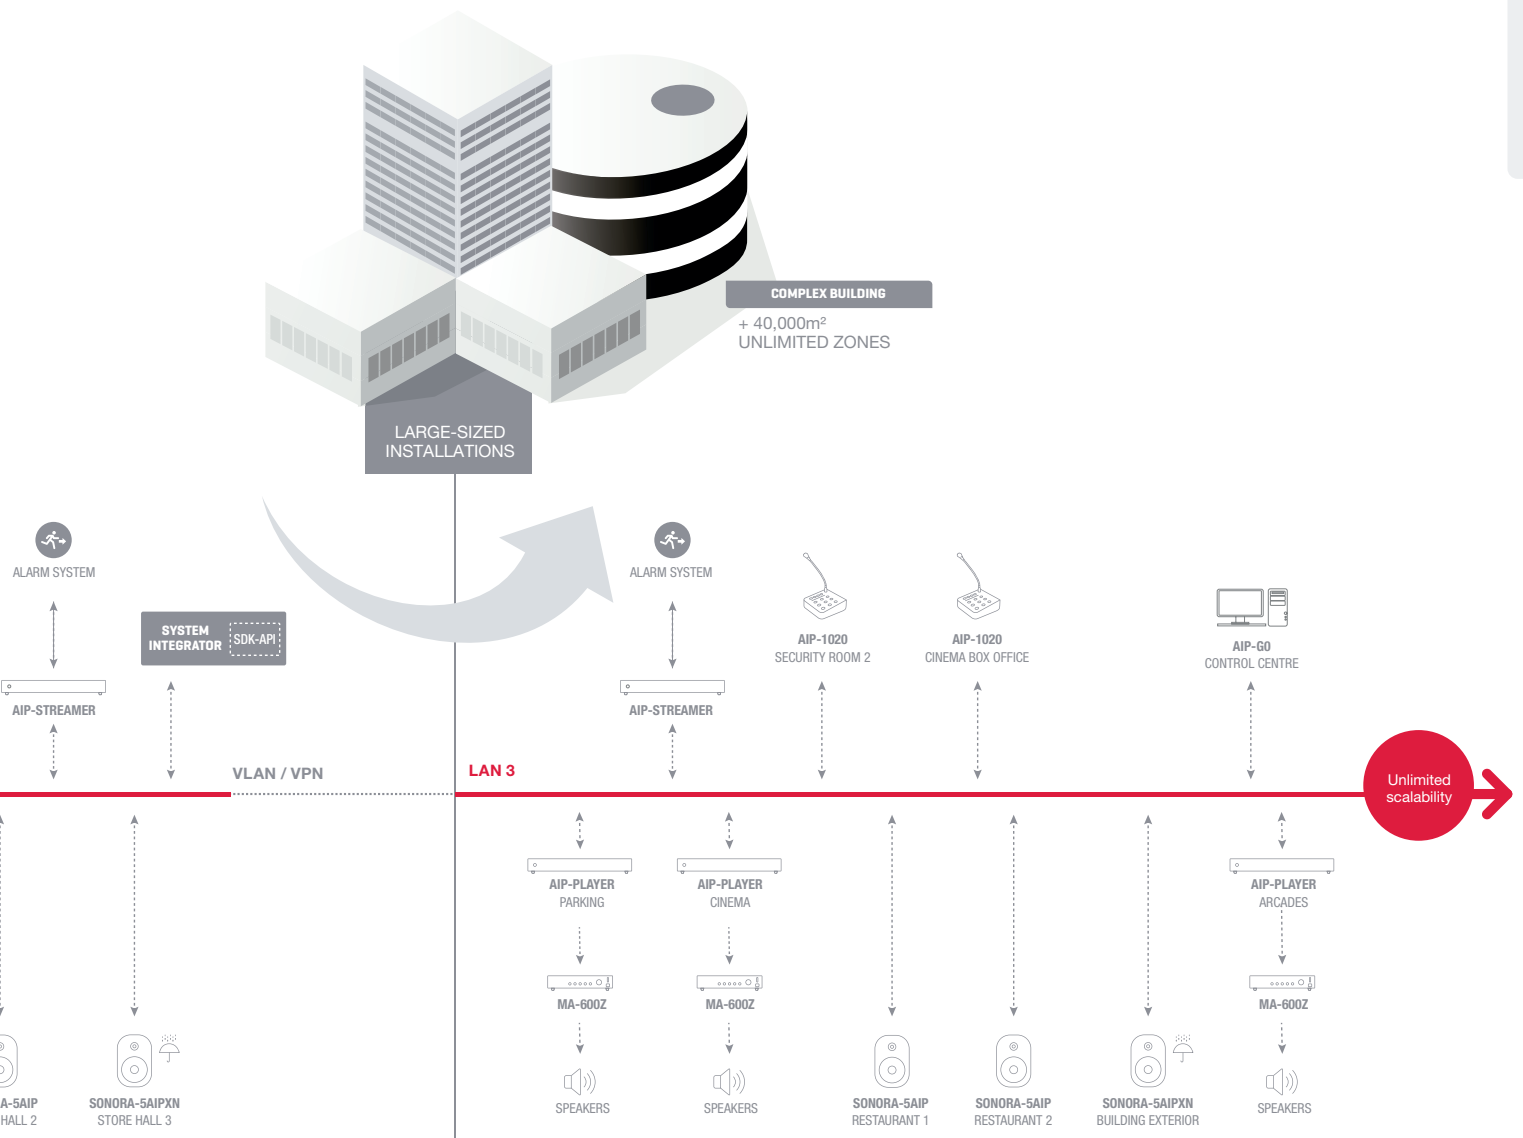 COMPLEX BUILDING
+ 40,000m²
UNLIMITED ZONES
LARGE-SIZED
INSTALLATIONS
ALARM SYSTEM
SYSTEM
INTEGRATOR
SDK-API
AIP-STREAMER
VLAN / VPN
A-5AIP
HALL 2
SONORA-5AIPXN
STORE HALL 3
ALARM SYSTEM
AIP-STREAMER
AIP-1020
SECURITY ROOM 2
AIP-1020
CINEMA BOX OFFICE
AIP-GO
CONTROL CENTRE
LAN 3
Unlimited
scalability
AIP-PLAYER
PARKING
MA-600Z
SPEAKERS
AIP-PLAYER
CINEMA
MA-600Z
SPEAKERS
SONORA-5AIP
RESTAURANT 1
SONORA-5AIP
RESTAURANT 2
SONORA-5AIPXN
BUILDING EXTERIOR
AIP-PLAYER
ARCADES
MA-600Z
SPEAKERS